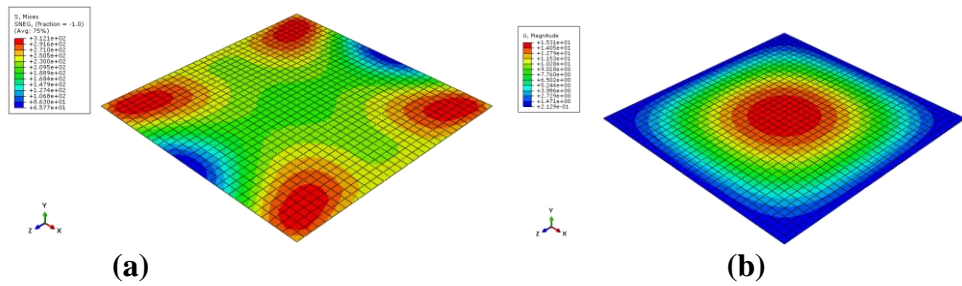 S, Mises
SNEG, (fraction = -1.0)
(Avg: 75%)
+3.121e+02
+2.916e+02
+2.710e+02
+2.505e+02
+2.300e+02
+2.095e+02
+1.889e+02
+1.684e+02
+1.479e+02
+1.274e+02
+1.068e+02
+8.630e+01
+6.577e+01
U, Magnitude
+1.531e+01
+1.405e+01
+1.279e+01
+1.153e+01
+1.028e+01
+9.018e+00
+7.760e+00
+6.502e+00
+5.244e+00
+3.986e+00
+2.729e+00
+1.471e+00
+2.129e-01
Y
Z
X
Y
Z
X
(a)
(b)